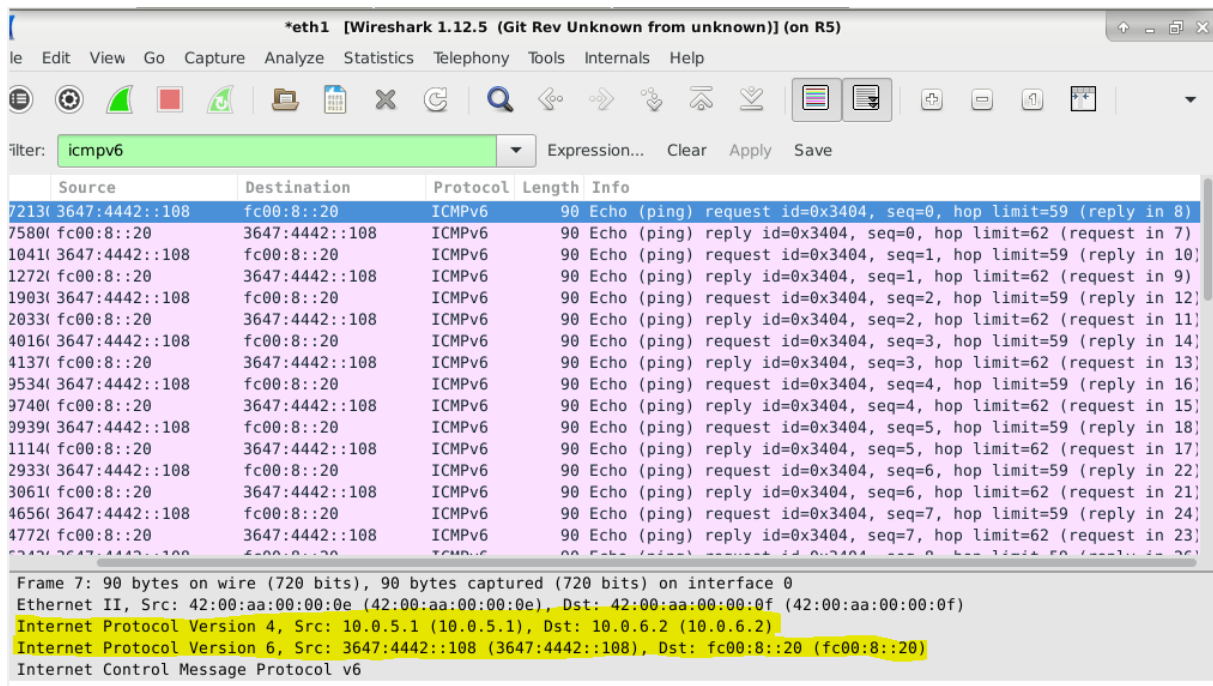 *eth1 [Wireshark 1.12.5 (Git Rev Unknown from unknown)] (on R5)
le Edit View Go Capture Analyze Statistics Telephony Tools Internals Help
Filter: icmpv6 Expression... Clear Apply Save
Source Destination Protocol Length Info
72130 3647:4442::108 fc00:8::20 ICMPv6 90 Echo (ping) request id=0x3404, seq=0, hop limit=59 (reply in 8)
75800 fc00:8::20 3647:4442::108 ICMPv6 90 Echo (ping) reply id=0x3404, seq=0, hop limit=62 (request in 7)
10410 3647:4442::108 fc00:8::20 ICMPv6 90 Echo (ping) request id=0x3404, seq=1, hop limit=59 (reply in 10)
12720 fc00:8::20 3647:4442::108 ICMPv6 90 Echo (ping) reply id=0x3404, seq=1, hop limit=62 (request in 9)
19030 3647:4442::108 fc00:8::20 ICMPv6 90 Echo (ping) request id=0x3404, seq=2, hop limit=59 (reply in 12)
20330 fc00:8::20 3647:4442::108 ICMPv6 90 Echo (ping) reply id=0x3404, seq=2, hop limit=62 (request in 11)
40160 3647:4442::108 fc00:8::20 ICMPv6 90 Echo (ping) request id=0x3404, seq=3, hop limit=59 (reply in 14)
41370 fc00:8::20 3647:4442::108 ICMPv6 90 Echo (ping) reply id=0x3404, seq=3, hop limit=62 (request in 13)
95340 3647:4442::108 fc00:8::20 ICMPv6 90 Echo (ping) request id=0x3404, seq=4, hop limit=59 (reply in 16)
97400 fc00:8::20 3647:4442::108 ICMPv6 90 Echo (ping) reply id=0x3404, seq=4, hop limit=62 (request in 15)
09390 3647:4442::108 fc00:8::20 ICMPv6 90 Echo (ping) request id=0x3404, seq=5, hop limit=59 (reply in 18)
11140 fc00:8::20 3647:4442::108 ICMPv6 90 Echo (ping) reply id=0x3404, seq=5, hop limit=62 (request in 17)
29330 3647:4442::108 fc00:8::20 ICMPv6 90 Echo (ping) request id=0x3404, seq=6, hop limit=59 (reply in 22)
30610 fc00:8::20 3647:4442::108 ICMPv6 90 Echo (ping) reply id=0x3404, seq=6, hop limit=62 (request in 21)
46560 3647:4442::108 fc00:8::20 ICMPv6 90 Echo (ping) request id=0x3404, seq=7, hop limit=59 (reply in 24)
47720 fc00:8::20 3647:4442::108 ICMPv6 90 Echo (ping) reply id=0x3404, seq=7, hop limit=62 (request in 23)
Frame 7: 90 bytes on wire (720 bits), 90 bytes captured (720 bits) on interface 0
Ethernet II, Src: 42:00:aa:00:00:0e (42:00:aa:00:00:0e), Dst: 42:00:aa:00:00:0f (42:00:aa:00:00:0f)
Internet Protocol Version 4, Src: 10.0.5.1 (10.0.5.1), Dst: 10.0.6.2 (10.0.6.2)
Internet Protocol Version 6, Src: 3647:4442::108 (3647:4442::108), Dst: fc00:8::20 (fc00:8::20)
Internet Control Message Protocol v6